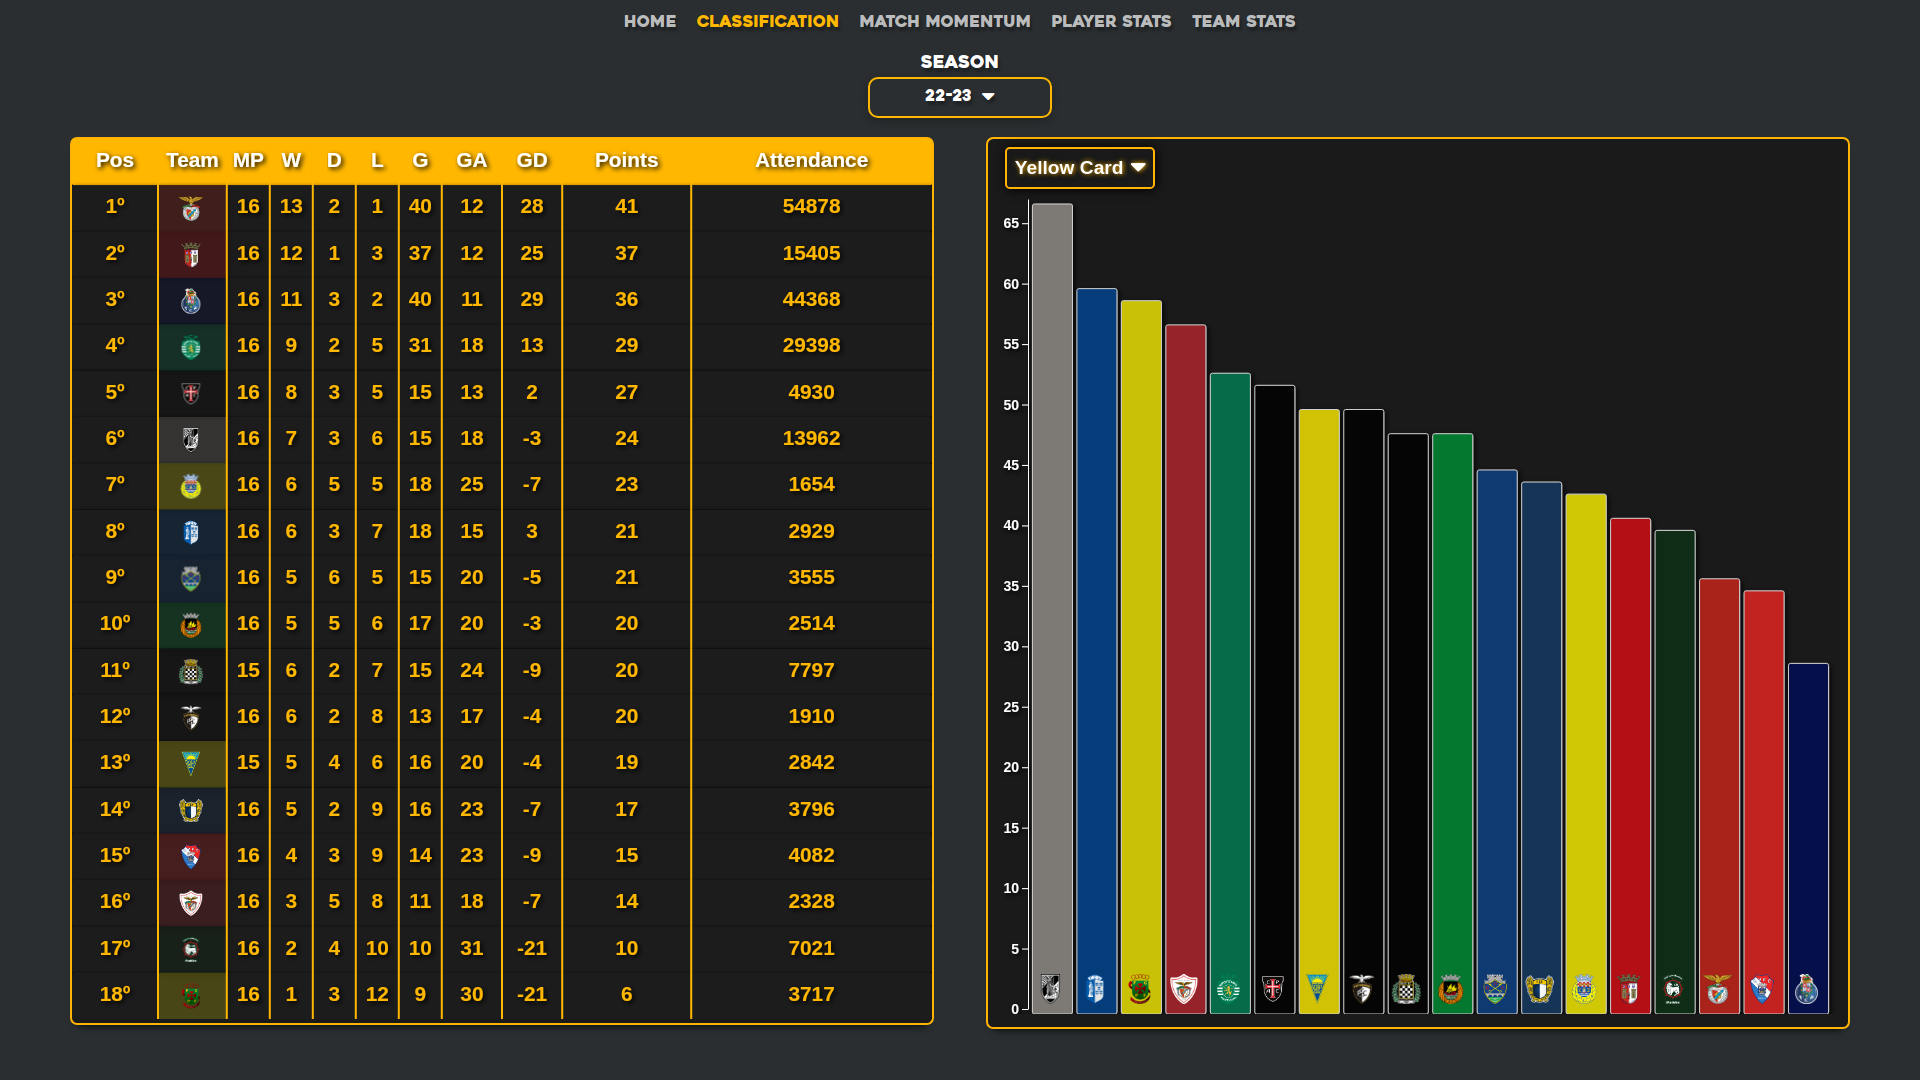 HOME CLASSIFICATION MATCH MOMENTUM PLAYER STATS TEAM STATS
SEASON
22-23
Pos Team MP W D L G GA GD Points Attendance
1º 16 13 2 1 40 12 28 41 54878
2º 16 12 1 3 37 12 25 37 15405
3º 16 11 3 2 40 11 29 36 44368
4º 16 9 2 5 31 18 13 29 29398
5º 16 8 3 5 15 13 2 27 4930
6º 16 7 3 6 15 18 -3 24 13962
7º 16 6 5 5 18 25 -7 23 1654
8º 16 6 3 7 18 15 3 21 2929
9º 16 5 6 5 15 20 -5 21 3555
10º 16 5 5 6 17 20 -3 20 2514
11º 15 6 2 7 15 24 -9 20 7797
12º 16 6 2 8 13 17 -4 20 1910
13º 15 5 4 6 16 20 -4 19 2842
14º 16 5 2 9 16 23 -7 17 3796
15º 16 4 3 9 14 23 -9 15 4082
16º 16 3 5 8 11 18 -7 14 2328
17º 16 2 4 10 10 31 -21 10 7021
18º 16 1 3 12 9 30 -21 6 3717
Yellow Card
65
60
55
50
45
40
35
30
25
20
15
10
5
0